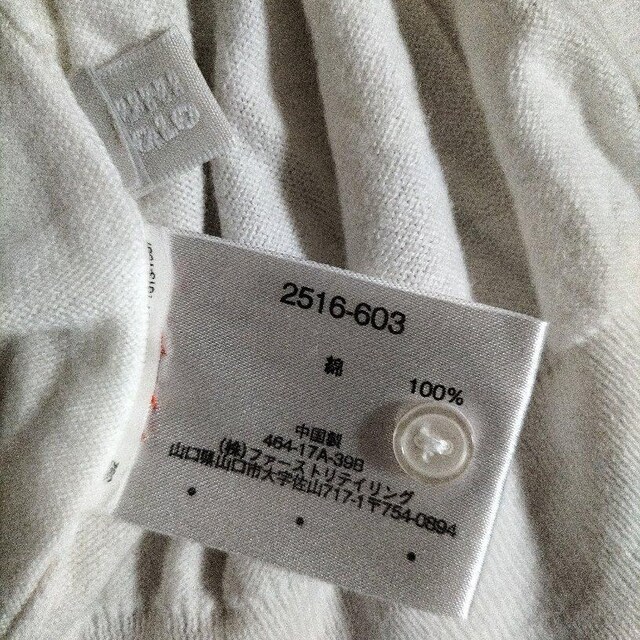 2516-603
綿
100%
中国製
464-17A-39B
(株)ファーストリテイリング
山口県山口市大字佐山717-1〒754-0894